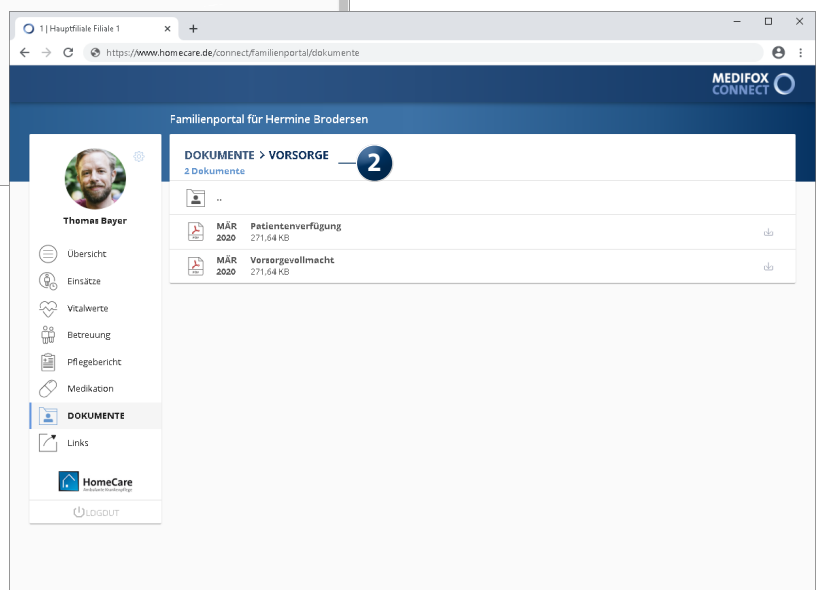 1 | Hauptfiliale Filiale 1
https://www.homecare.de/connect/familienportal/dokumente
MEDIFOX
CONNECT
Familienportal für Hermine Brodersen
DOKUMENTE > VORSORGE
2
2 Dokumente
..
Thomas Bayer
MÄR Patientenverfügung
2020 271,64 KB
MÄR Vorsorgevollmacht
2020 271,64 KB
Übersicht
Einsätze
Vitalwerte
Betreuung
Pflegebericht
Medikation
DOKUMENTE
Links
HomeCare
Ambulante Krankenpflege
LOGOUT